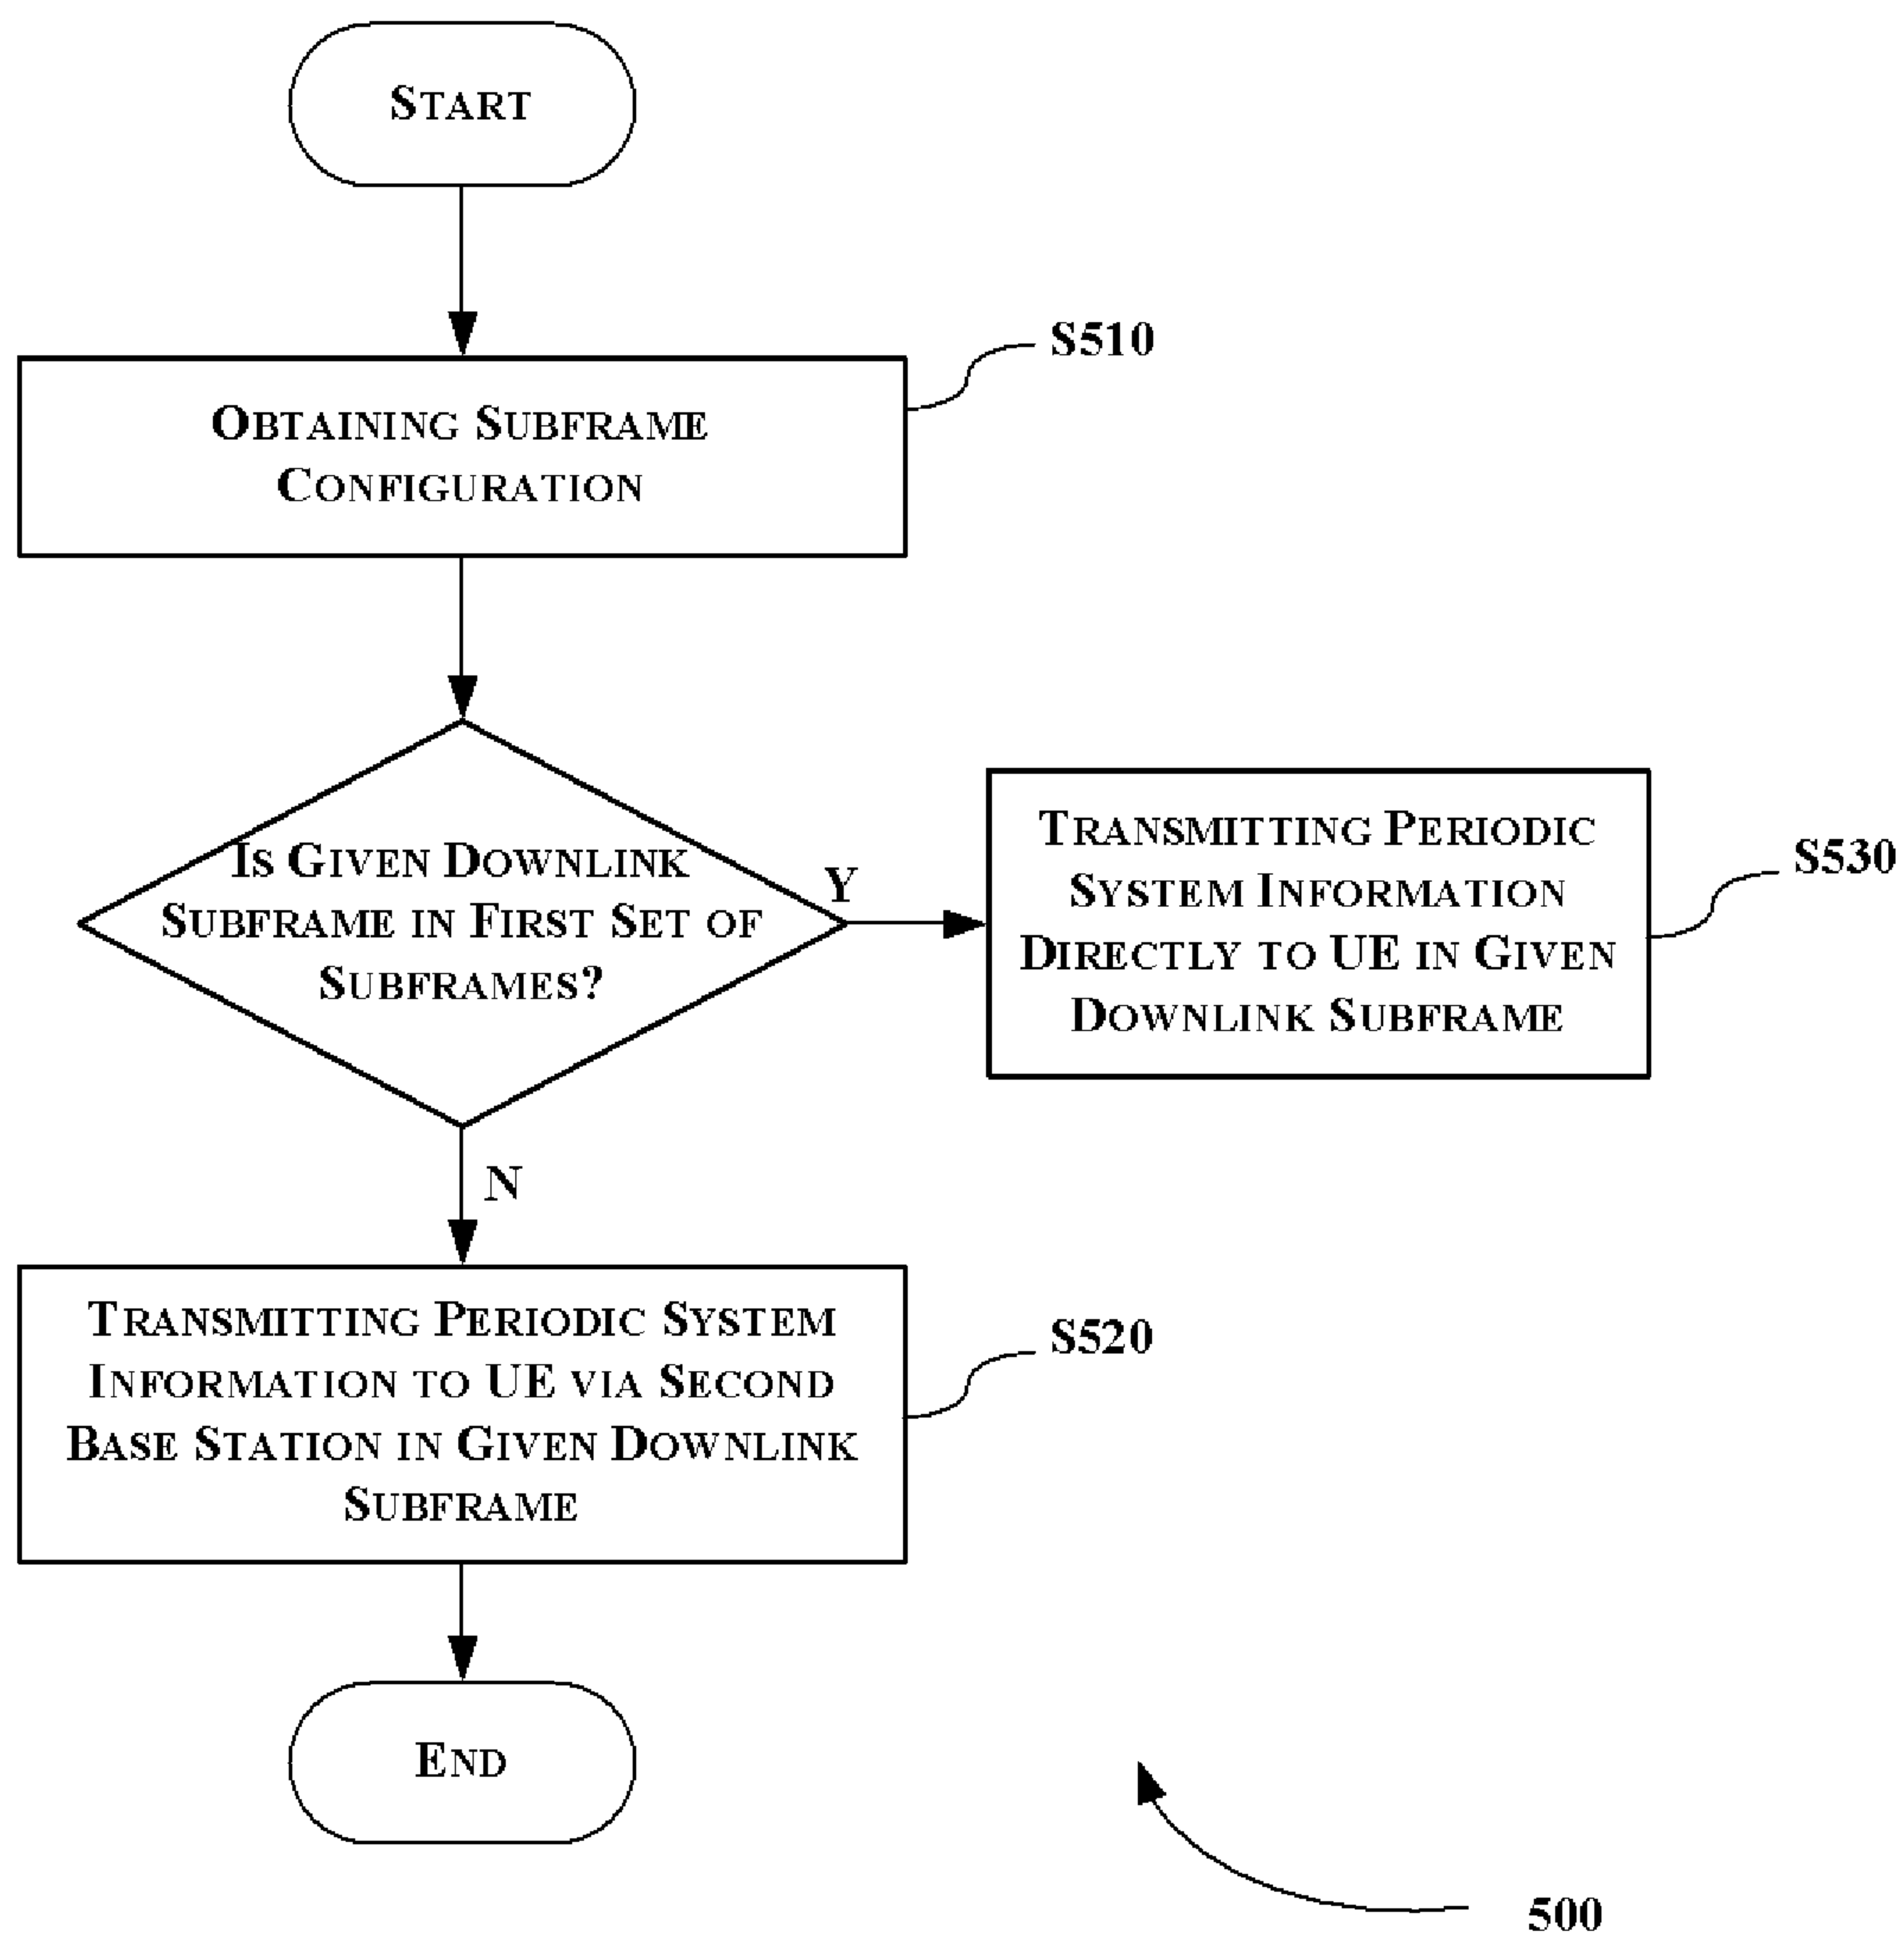 START
S510
OBTAINING SUBFRAME
CONFIGURATION
IS GIVEN DOWNLINK
SUBFRAME IN FIRST SET OF
SUBFRAMES?
Y
TRANSMITTING PERIODIC
SYSTEM INFORMATION
DIRECTLY TO UE IN GIVEN
DOWNLINK SUBFRAME
S530
N
TRANSMITTING PERIODIC SYSTEM
INFORMATION TO UE VIA SECOND
BASE STATION IN GIVEN DOWNLINK
SUBFRAME
S520
END
500